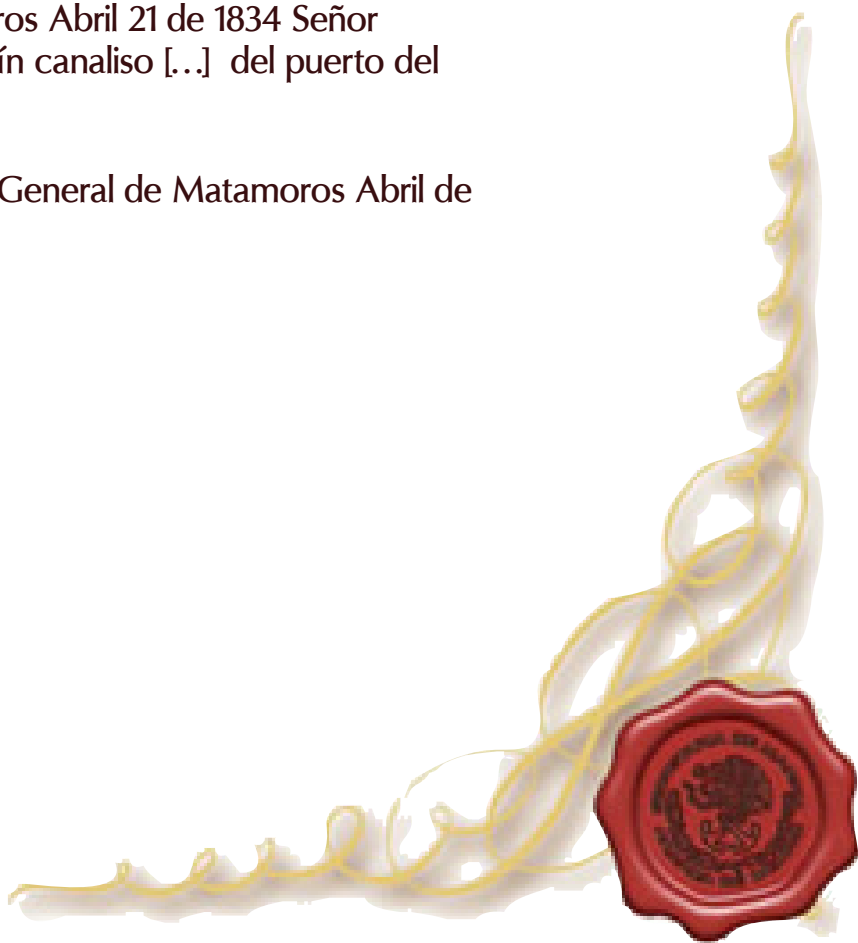 ros Abril 21 de 1834 Señor
ín canaliso [...] del puerto del
General de Matamoros Abril de